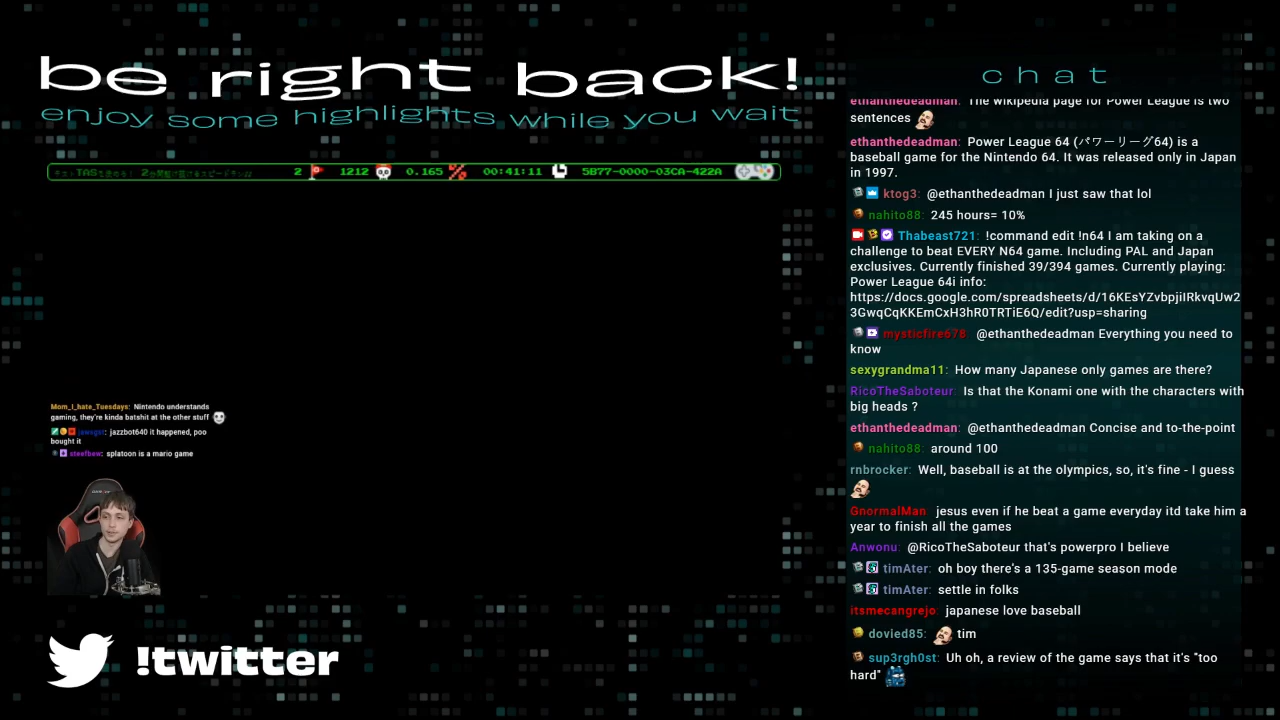 be right back!
enjoy some highlights while you wait
2 1212 0.165 00:41:11 5B77-0000-03CA-422A
Mom_I_hate_Tuesdays: Nintendo understands
gaming, they're kinda batshit at the other stuff
jazzbot640 it happened, poo
bought it
steefbew: splatoon is a mario game
!twitter
chat
ethanthedeadman: The wikipedia page for Power League is two
sentences
ethanthedeadman: Power League 64 (パワーリーグ64) is a
baseball game for the Nintendo 64. It was released only in Japan
in 1997.
ktog3: @ethanthedeadman I just saw that lol
nahito88: 245 hours= 10%
Thabeast721: !command edit !n64 I am taking on a
challenge to beat EVERY N64 game. Including PAL and Japan
exclusives. Currently finished 39/394 games. Currently playing:
Power League 64i info:
https://docs.google.com/spreadsheets/d/16KEsYZvbpjiIRkvqUw2
3GwqCqKKEmCxH3hR0TRTiE6Q/edit?usp=sharing
mysticfire678: @ethanthedeadman Everything you need to
know
sexygrandma11: How many Japanese only games are there?
RicoTheSaboteur: Is that the Konami one with the characters with
big heads ?
ethanthedeadman: @ethanthedeadman Concise and to-the-point
nahito88: around 100
rnbrocker: Well, baseball is at the olympics, so, it's fine - I guess
GnormalMan: jesus even if he beat a game everyday itd take him a
year to finish all the games
Anwonu: @RicoTheSaboteur that's powerpro I believe
timAter: oh boy there's a 135-game season mode
timAter: settle in folks
itsmecangrejo: japanese love baseball
dovied85: tim
sup3rgh0st: Uh oh, a review of the game says that it's "too
hard"